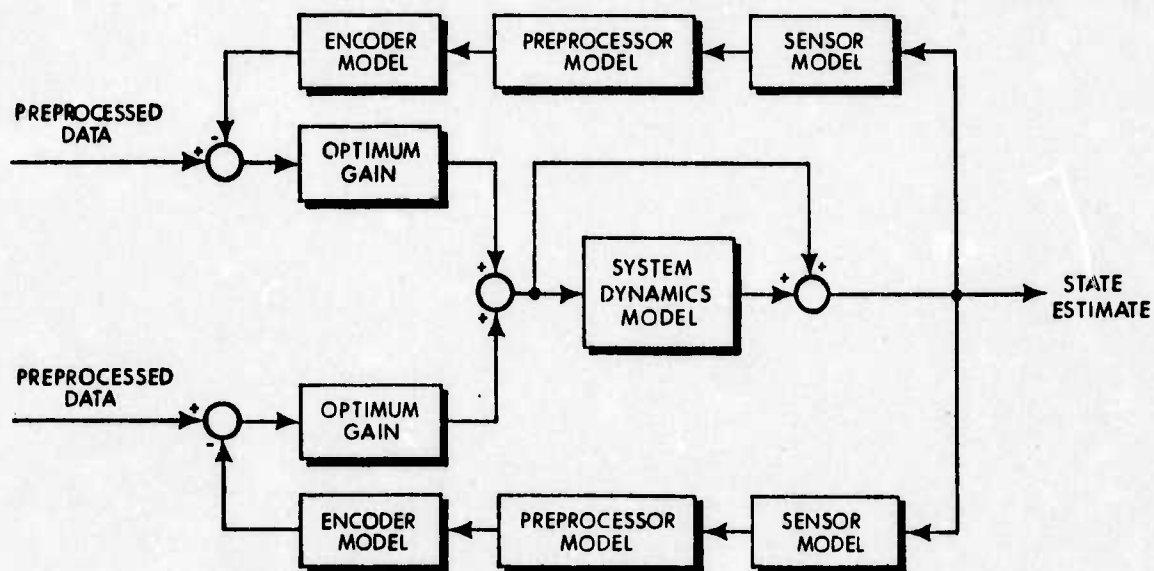 ENCODER
MODEL
PREPROCESSOR
MODEL
SENSOR
MODEL
PREPROCESSED
DATA
+
-
OPTIMUM
GAIN
+
+
SYSTEM
DYNAMICS
MODEL
+
+
STATE
ESTIMATE
PREPROCESSED
DATA
+
-
OPTIMUM
GAIN
ENCODER
MODEL
PREPROCESSOR
MODEL
SENSOR
MODEL